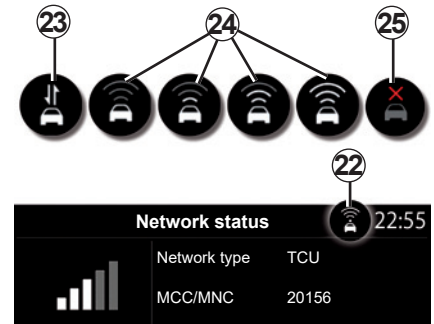 23 24 25
22
Network status 22:55
Network type TCU
MCC/MNC 20156